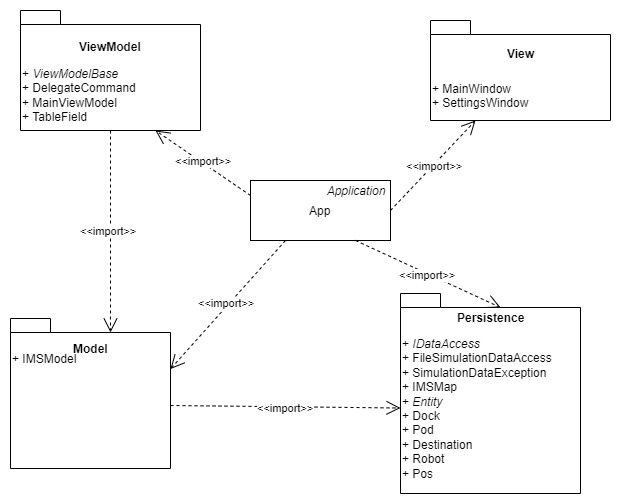 ViewModel
+ ViewModelBase
+ DelegateCommand
+ MainViewModel
+ TableField
View
+ MainWindow
+ SettingsWindow
<<import>>
<<import>>
Application
App
<<import>>
<<import>>
<<import>>
Model
+ IMSModel
Persistence
+ IDataAccess
+ FileSimulationDataAccess
+ SimulationDataException
+ IMSMap
+ Entity
+ Dock
+ Pod
+ Destination
+ Robot
+ Pos
<<import>>